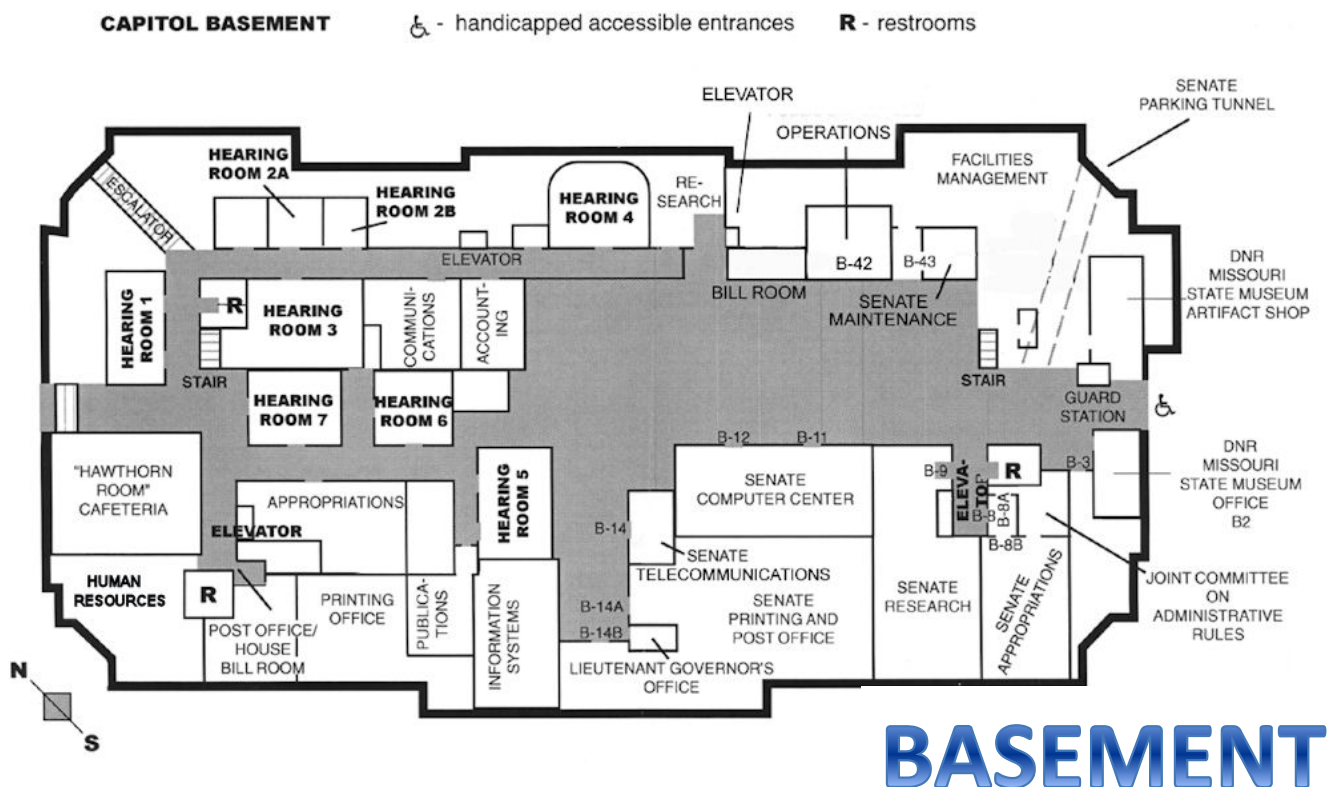 CAPITOL BASEMENT
- handicapped accessible entrances
R - restrooms
SENATE
PARKING TUNNEL
ELEVATOR
OPERATIONS
FACILITIES
MANAGEMENT
HEARING
ROOM 2A
HEARING
ROOM 2B
HEARING
ROOM 4
RE-
SEARCH
ESCALATOR
ELEVATOR
B-42
B-43
BILL ROOM
SENATE
MAINTENANCE
DNR
MISSOURI
STATE MUSEUM
ARTIFACT SHOP
HEARING
ROOM 1
R
HEARING
ROOM 3
COMMUNI-
CATIONS
ACCOUNT-
ING
STAIR
STAIR
HEARING
ROOM 7
HEARING
ROOM 6
GUARD
STATION
"HAWTHORN
ROOM"
CAFETERIA
APPROPRIATIONS
ELEVATOR
HEARING
ROOM 5
B-12
B-11
SENATE
COMPUTER CENTER
B-9
ELEVA-
TOR
R
B-3
B-8
B-8A
B-8B
DNR
MISSOURI
STATE MUSEUM
OFFICE
B2
B-14
SENATE
TELECOMMUNICATIONS
HUMAN
RESOURCES
R
POST OFFICE/
HOUSE
BILL ROOM
PRINTING
OFFICE
PUBLICA-
TIONS
INFORMATION
SYSTEMS
B-14A
B-14B
LIEUTENANT GOVERNOR'S
OFFICE
SENATE
PRINTING AND
POST OFFICE
SENATE
RESEARCH
SENATE
APPROPRIATIONS
JOINT COMMITTEE
ON
ADMINISTRATIVE
RULES
N
S
BASEMENT